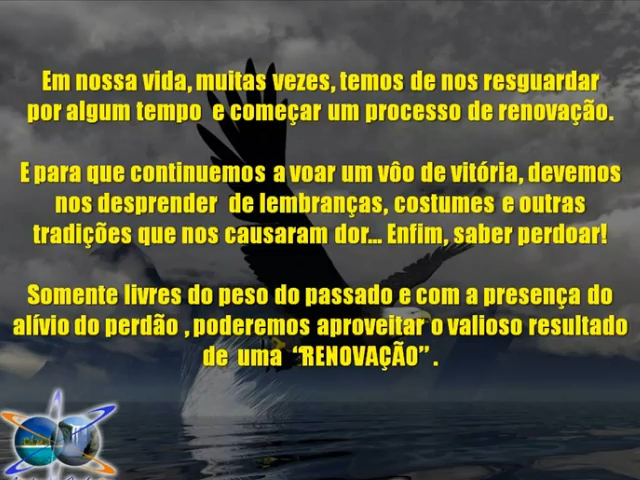 Em nossa vida, muitas vezes, temos de nos resguardar
por algum tempo e começar um processo de renovação.
E para que continuemos a voar um vôo de vitória, devemos
nos desprender de lembranças, costumes e outras
tradições que nos causaram dor... Enfim, saber perdoar!
Somente livres do peso do passado e com a presença do
alívio do perdão , poderemos aproveitar o valioso resultado
de uma “RENOVAÇÃO” .